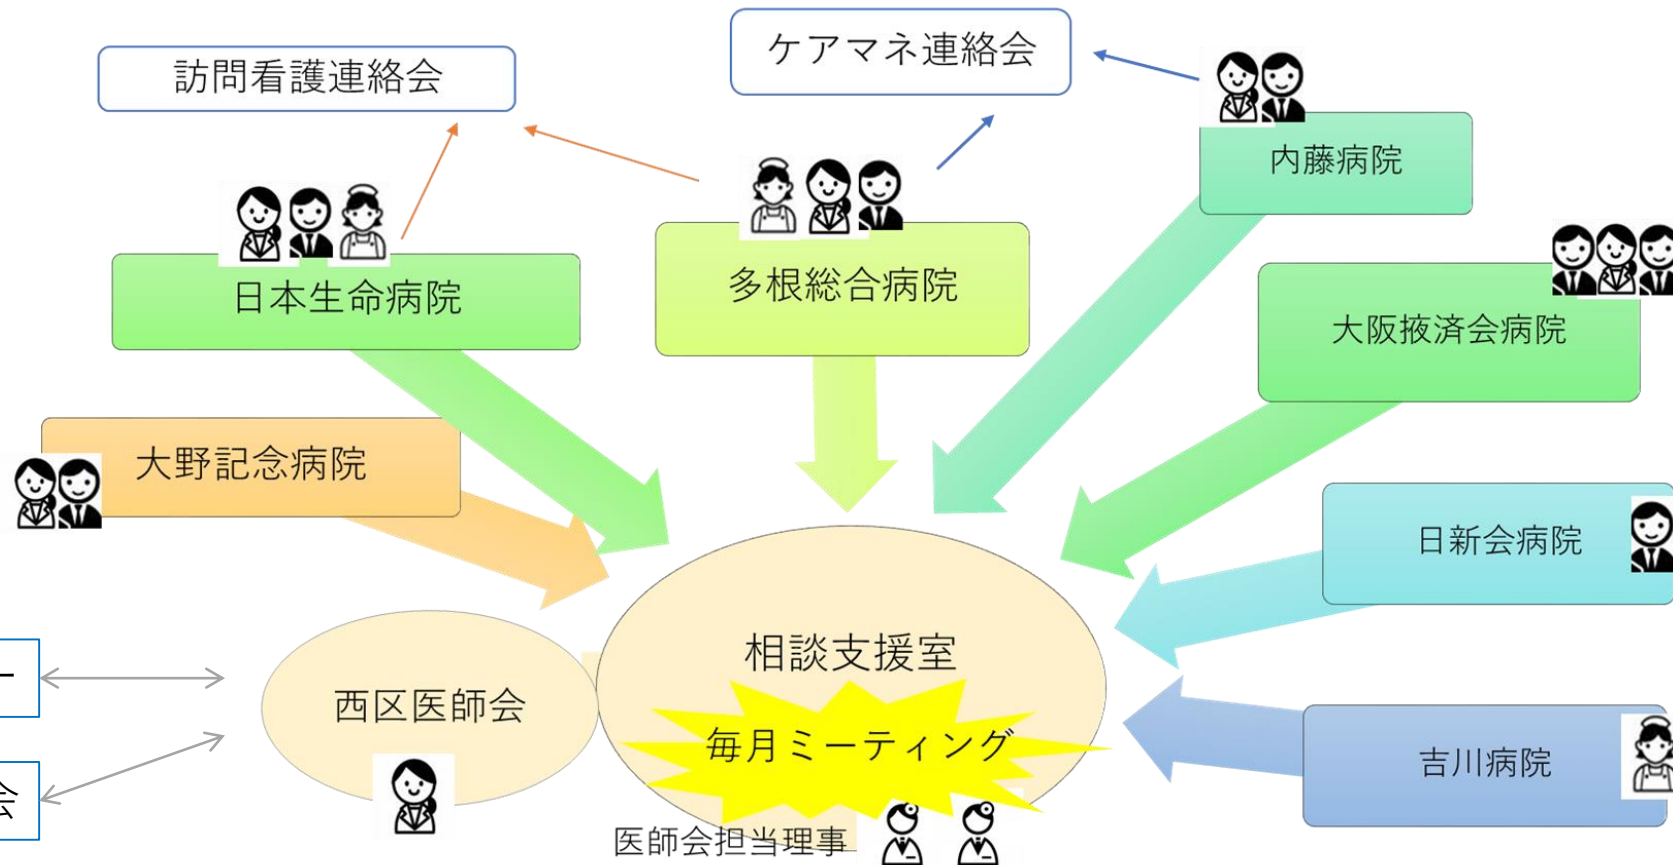 ケアマネ連絡会
訪問看護連絡会
内藤病院
多根総合病院
日本生命病院
大阪掖済会病院
大野記念病院
日新会病院
相談支援室
ー
西区医師会
毎月ミーティング
吉川病院
会
医師会担当理事